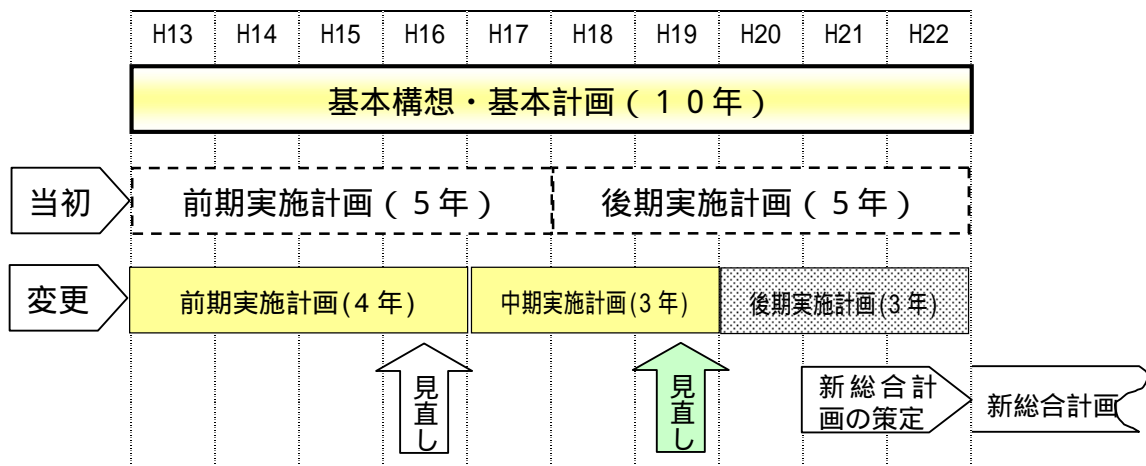 H13 H14 H15 H16 H17 H18 H19 H20 H21 H22
基本構想・基本計画(１０年)
当初
前期実施計画(５年)
後期実施計画(５年)
変更
前期実施計画(４年)
中期実施計画(３年)
後期実施計画(３年)
見直し
見直し
新総合計
画の策定
新総合計画